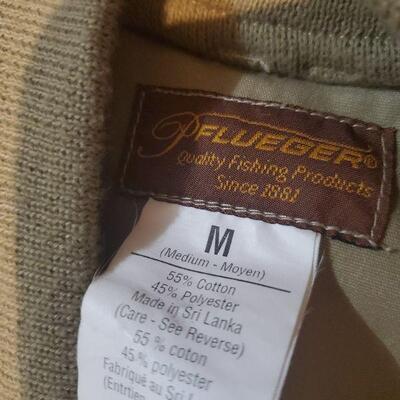 PFLUEGER®
Quality Fishing Products
Since 1881
M
(Medium - Moyen)
55% Cotton
45% Polyester
Made in Sri Lanka
(Care - See Reverse)
55 % coton
45% polyester
Fabriqué au Sri L
(Entretien